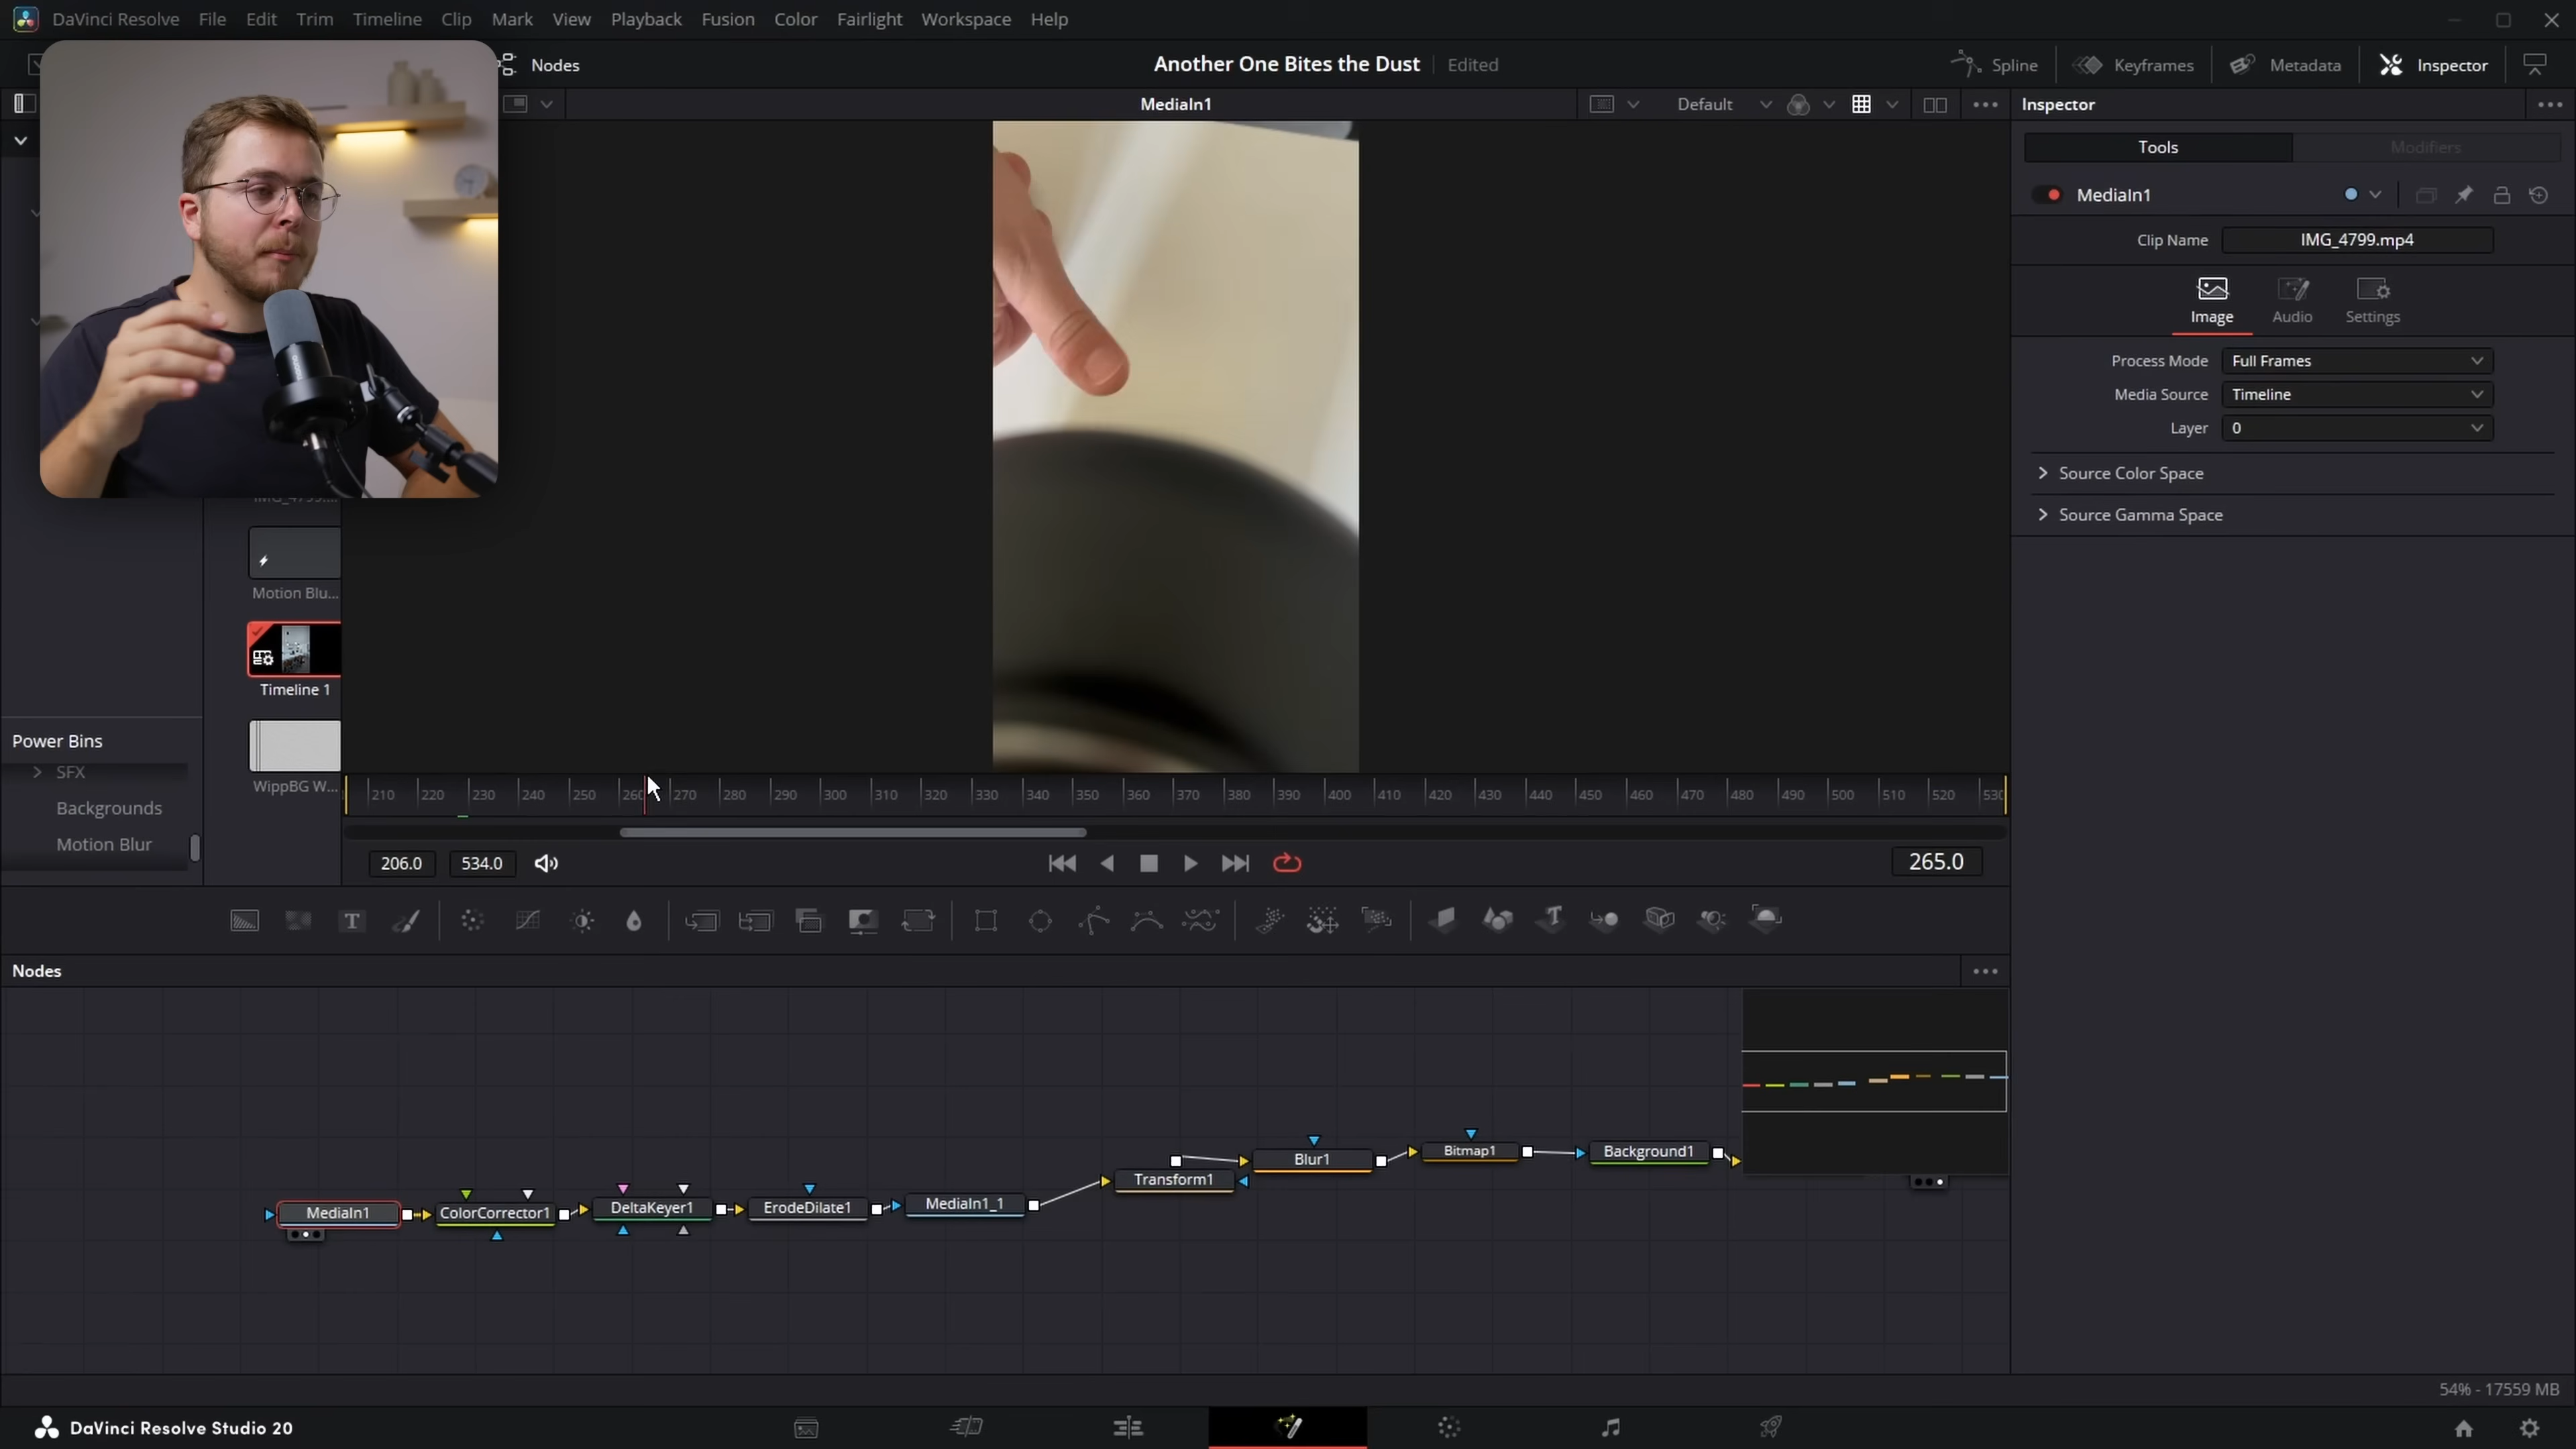 DaVinci Resolve File Edit Trim Timeline Clip Mark View Playback Fusion Color Fairlight Workspace Help
Nodes
Another One Bites the Dust Edited
Spline Keyframes Metadata Inspector
MediaIn1
Default
Inspector
Tools Modifiers
MediaIn1
Clip Name IMG_4799.mp4
Image Audio Settings
Process Mode Full Frames
Media Source Timeline
Layer 0
Source Color Space
Source Gamma Space
Motion Blu...
Timeline 1
WippBG W...
Power Bins
SFX
Backgrounds
Motion Blur
210 220 230 240 250 260 270 280 290 300 310 320 330 340 350 360 370 380 390 400 410 420 430 440 450 460 470 480 490 500 510 520 530
206.0 534.0 265.0
Nodes
MediaIn1 ColorCorrector1 DeltaKeyer1 ErodeDilate1 MediaIn1_1 Transform1 Blur1 Bitmap1 Background1
54% - 17559 MB
DaVinci Resolve Studio 20